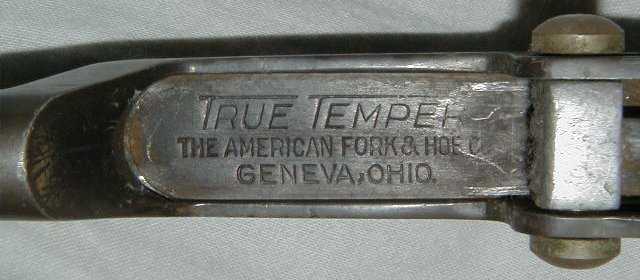 TRUE TEMPER
THE AMERICAN FORK & HOE C
GENEVA, OHIO.